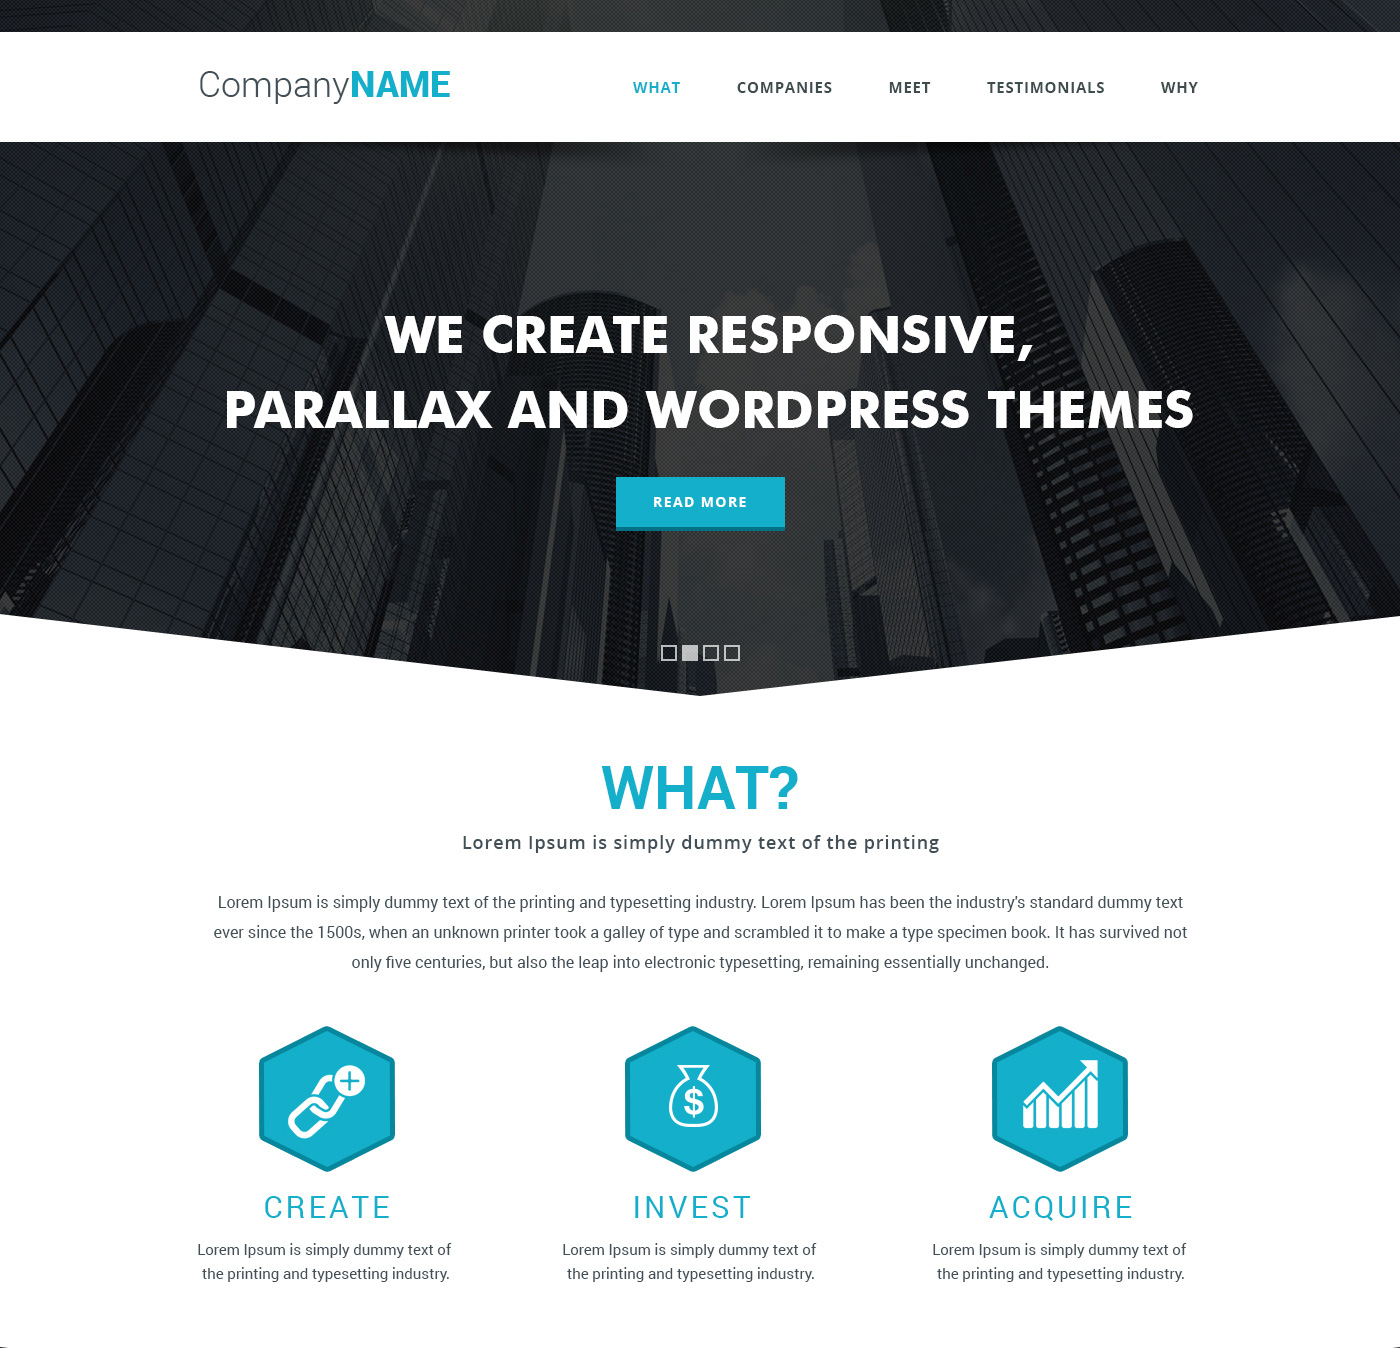 CompanyNAME
WHAT COMPANIES MEET TESTIMONIALS WHY
WE CREATE RESPONSIVE,
PARALLAX AND WORDPRESS THEMES
READ MORE
WHAT?
Lorem Ipsum is simply dummy text of the printing
Lorem Ipsum is simply dummy text of the printing and typesetting industry. Lorem Ipsum has been the industry's standard dummy text
ever since the 1500s, when an unknown printer took a galley of type and scrambled it to make a type specimen book. It has survived not
only five centuries, but also the leap into electronic typesetting, remaining essentially unchanged.
$
CREATE
Lorem Ipsum is simply dummy text of
the printing and typesetting industry.
INVEST
Lorem Ipsum is simply dummy text of
the printing and typesetting industry.
ACQUIRE
Lorem Ipsum is simply dummy text of
the printing and typesetting industry.